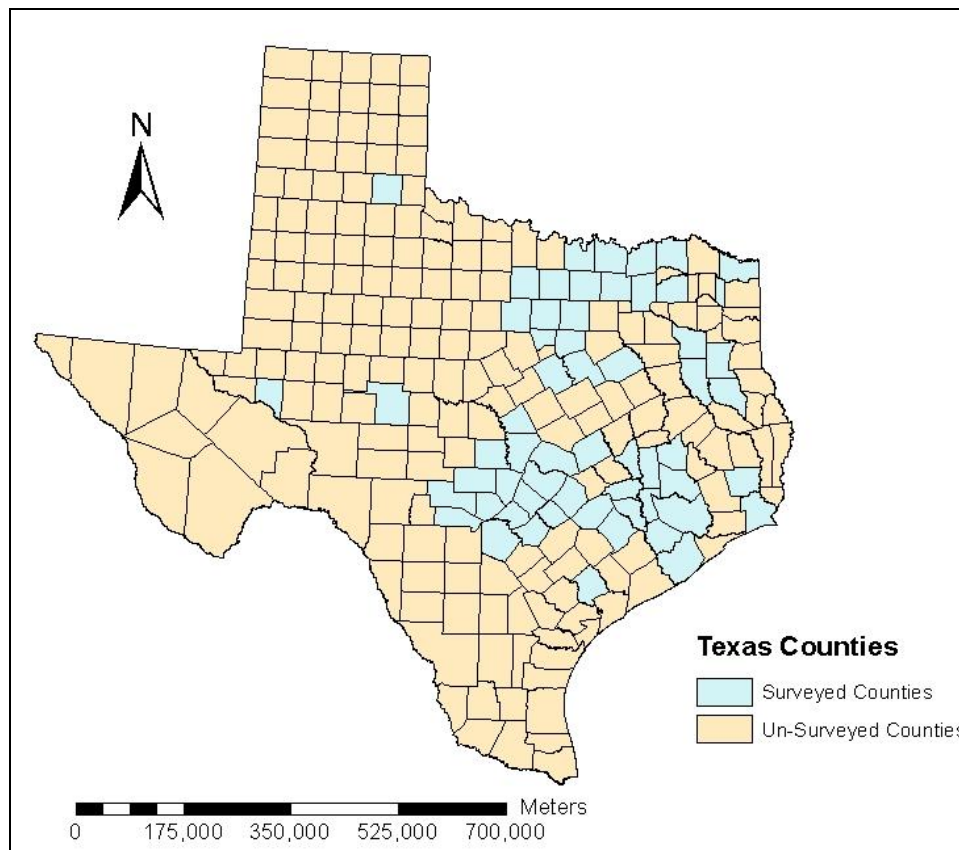 N
Texas Counties
Surveyed Counties
Un-Surveyed Counties
Meters
0 175,000 350,000 525,000 700,000